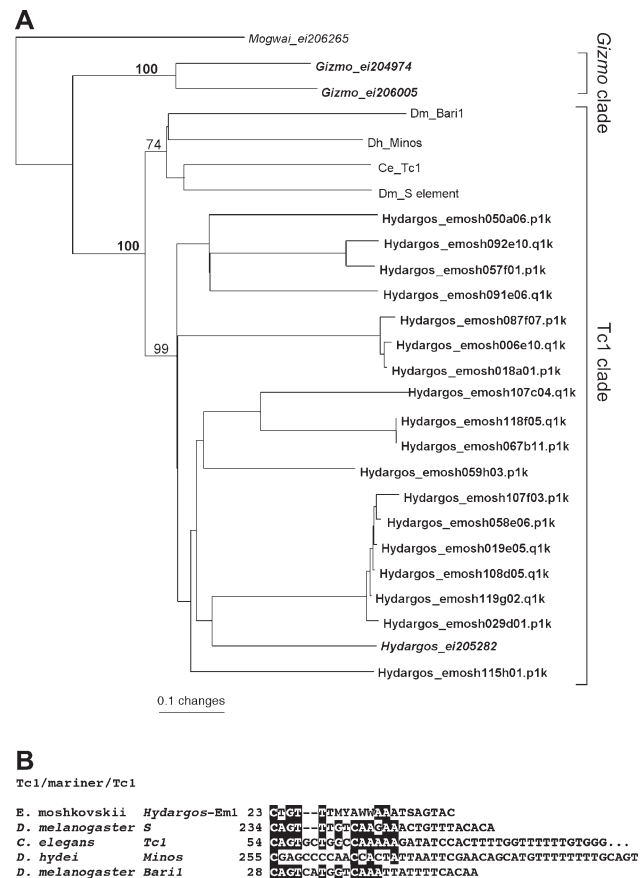 A
Mogwai_ei206265
Gizmo_ei204974
Gizmo_ei206005
100
Gizmo clade
Dm_Bari1
Dh_Minos
Ce_Tc1
Dm_S element
74
100
Hydargos_emosh050a06.p1k
Hydargos_emosh092e10.q1k
Hydargos_emosh057f01.p1k
Hydargos_emosh091e06.q1k
Hydargos_emosh087f07.p1k
Hydargos_emosh006e10.q1k
Hydargos_emosh018a01.p1k
99
Hydargos_emosh107c04.q1k
Hydargos_emosh118f05.q1k
Hydargos_emosh067b11.p1k
Hydargos_emosh059h03.p1k
Hydargos_emosh107f03.p1k
Hydargos_emosh058e06.p1k
Hydargos_emosh019e05.q1k
Hydargos_emosh108d05.q1k
Hydargos_emosh119g02.q1k
Hydargos_emosh029d01.p1k
Hydargos_ei205282
Hydargos_emosh115h01.p1k
Tc1 clade
0.1 changes
B
Tc1/mariner/Tc1
E. moshkovskii Hydargos-Em1 23 CTGT--TTMYAWWAAATSAGTAC
D. melanogaster S 234 CAGT--TTGTCAAGAAACTGTTTACACA
C. elegans Tc1 54 CAGTGCTGGCCAAAAAGATATCCACTTTTGGTTTTTTGTGGG...
D. hydei Minos 255 CGAGCCCCAACCACTATTAATTCGAACAGCATGTTTTTTTTGCAGT
D. melanogaster Bari1 28 CAGTCATGGTCAAAATTATTTTCACAA